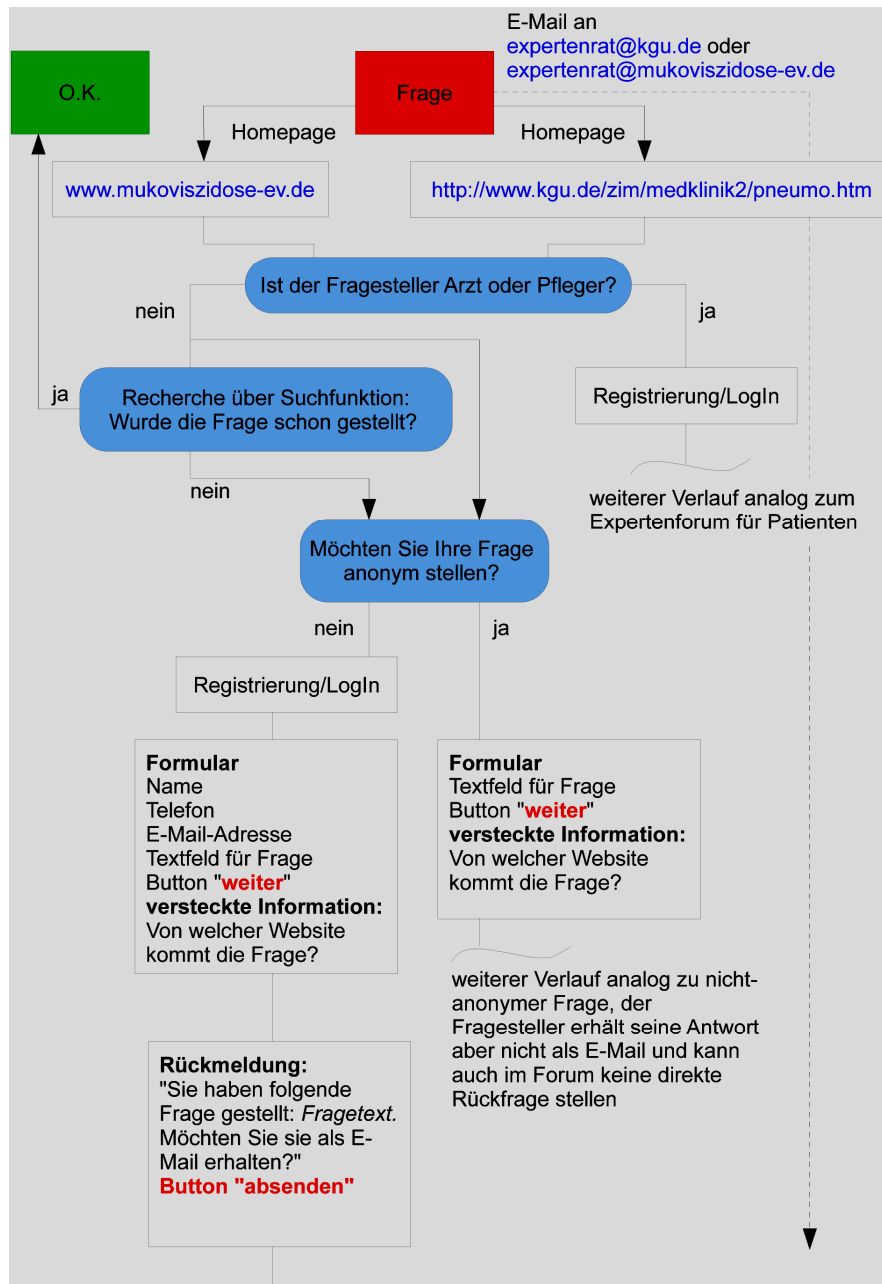 E-Mail an
expertenrat@kgu.de oder
expertenrat@mukoviszidose-ev.de
O.K.
Frage
Homepage
Homepage
www.mukoviszidose-ev.de
http://www.kgu.de/zim/medklinik2/pneumo.htm
Ist der Fragesteller Arzt oder Pfleger?
nein
ja
ja
Recherche über Suchfunktion:
Wurde die Frage schon gestellt?
Registrierung/LogIn
nein
weiterer Verlauf analog zum
Expertenforum für Patienten
Möchten Sie Ihre Frage
anonym stellen?
nein
ja
Registrierung/LogIn
Formular
Name
Telefon
E-Mail-Adresse
Textfeld für Frage
Button "weiter"
versteckte Information:
Von welcher Website
kommt die Frage?
Formular
Textfeld für Frage
Button "weiter"
versteckte Information:
Von welcher Website
kommt die Frage?
weiterer Verlauf analog zu nicht-
anonymer Frage, der
Fragesteller erhält seine Antwort
aber nicht als E-Mail und kann
auch im Forum keine direkte
Rückfrage stellen
Rückmeldung:
"Sie haben folgende
Frage gestellt: Fragetext.
Möchten Sie sie als E-
Mail erhalten?"
Button "absenden"